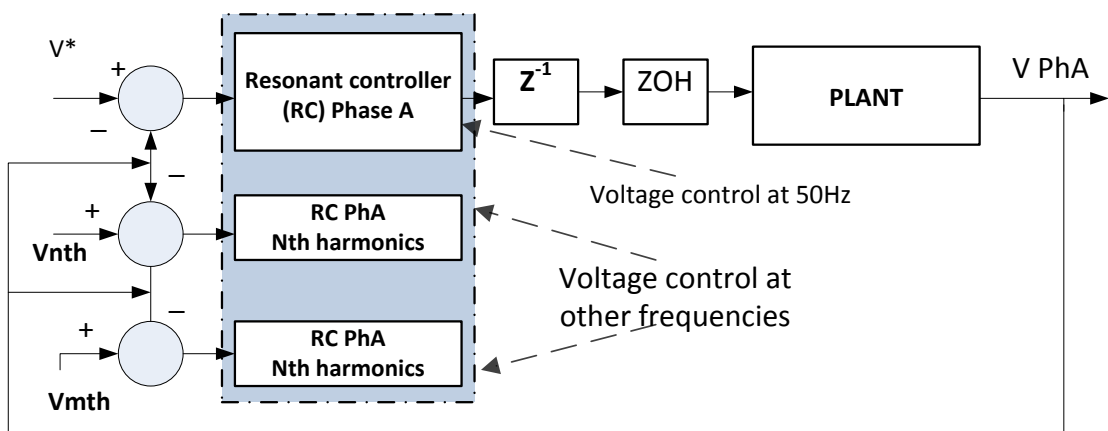 V*
+
−
Resonant controller
(RC) Phase A
Z-1
ZOH
PLANT
V PhA
Voltage control at 50Hz
−
+
Vnth
RC PhA
Nth harmonics
Voltage control at
other frequencies
−
+
Vmth
RC PhA
Nth harmonics